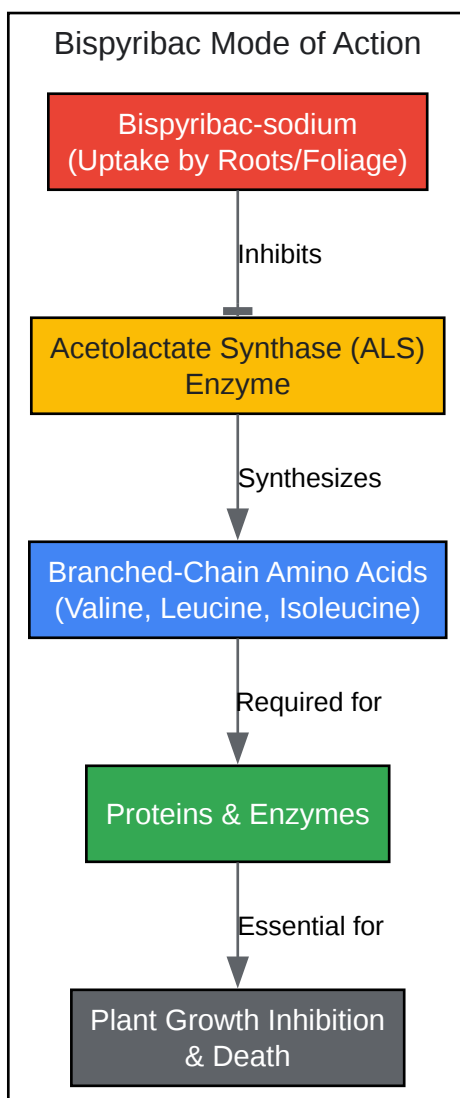 Bispyribac Mode of Action
Bispyribac-sodium
(Uptake by Roots/Foliage)
Inhibits
Acetolactate Synthase (ALS)
Enzyme
Synthesizes
Branched-Chain Amino Acids
(Valine, Leucine, Isoleucine)
Required for
Proteins & Enzymes
Essential for
Plant Growth Inhibition
& Death